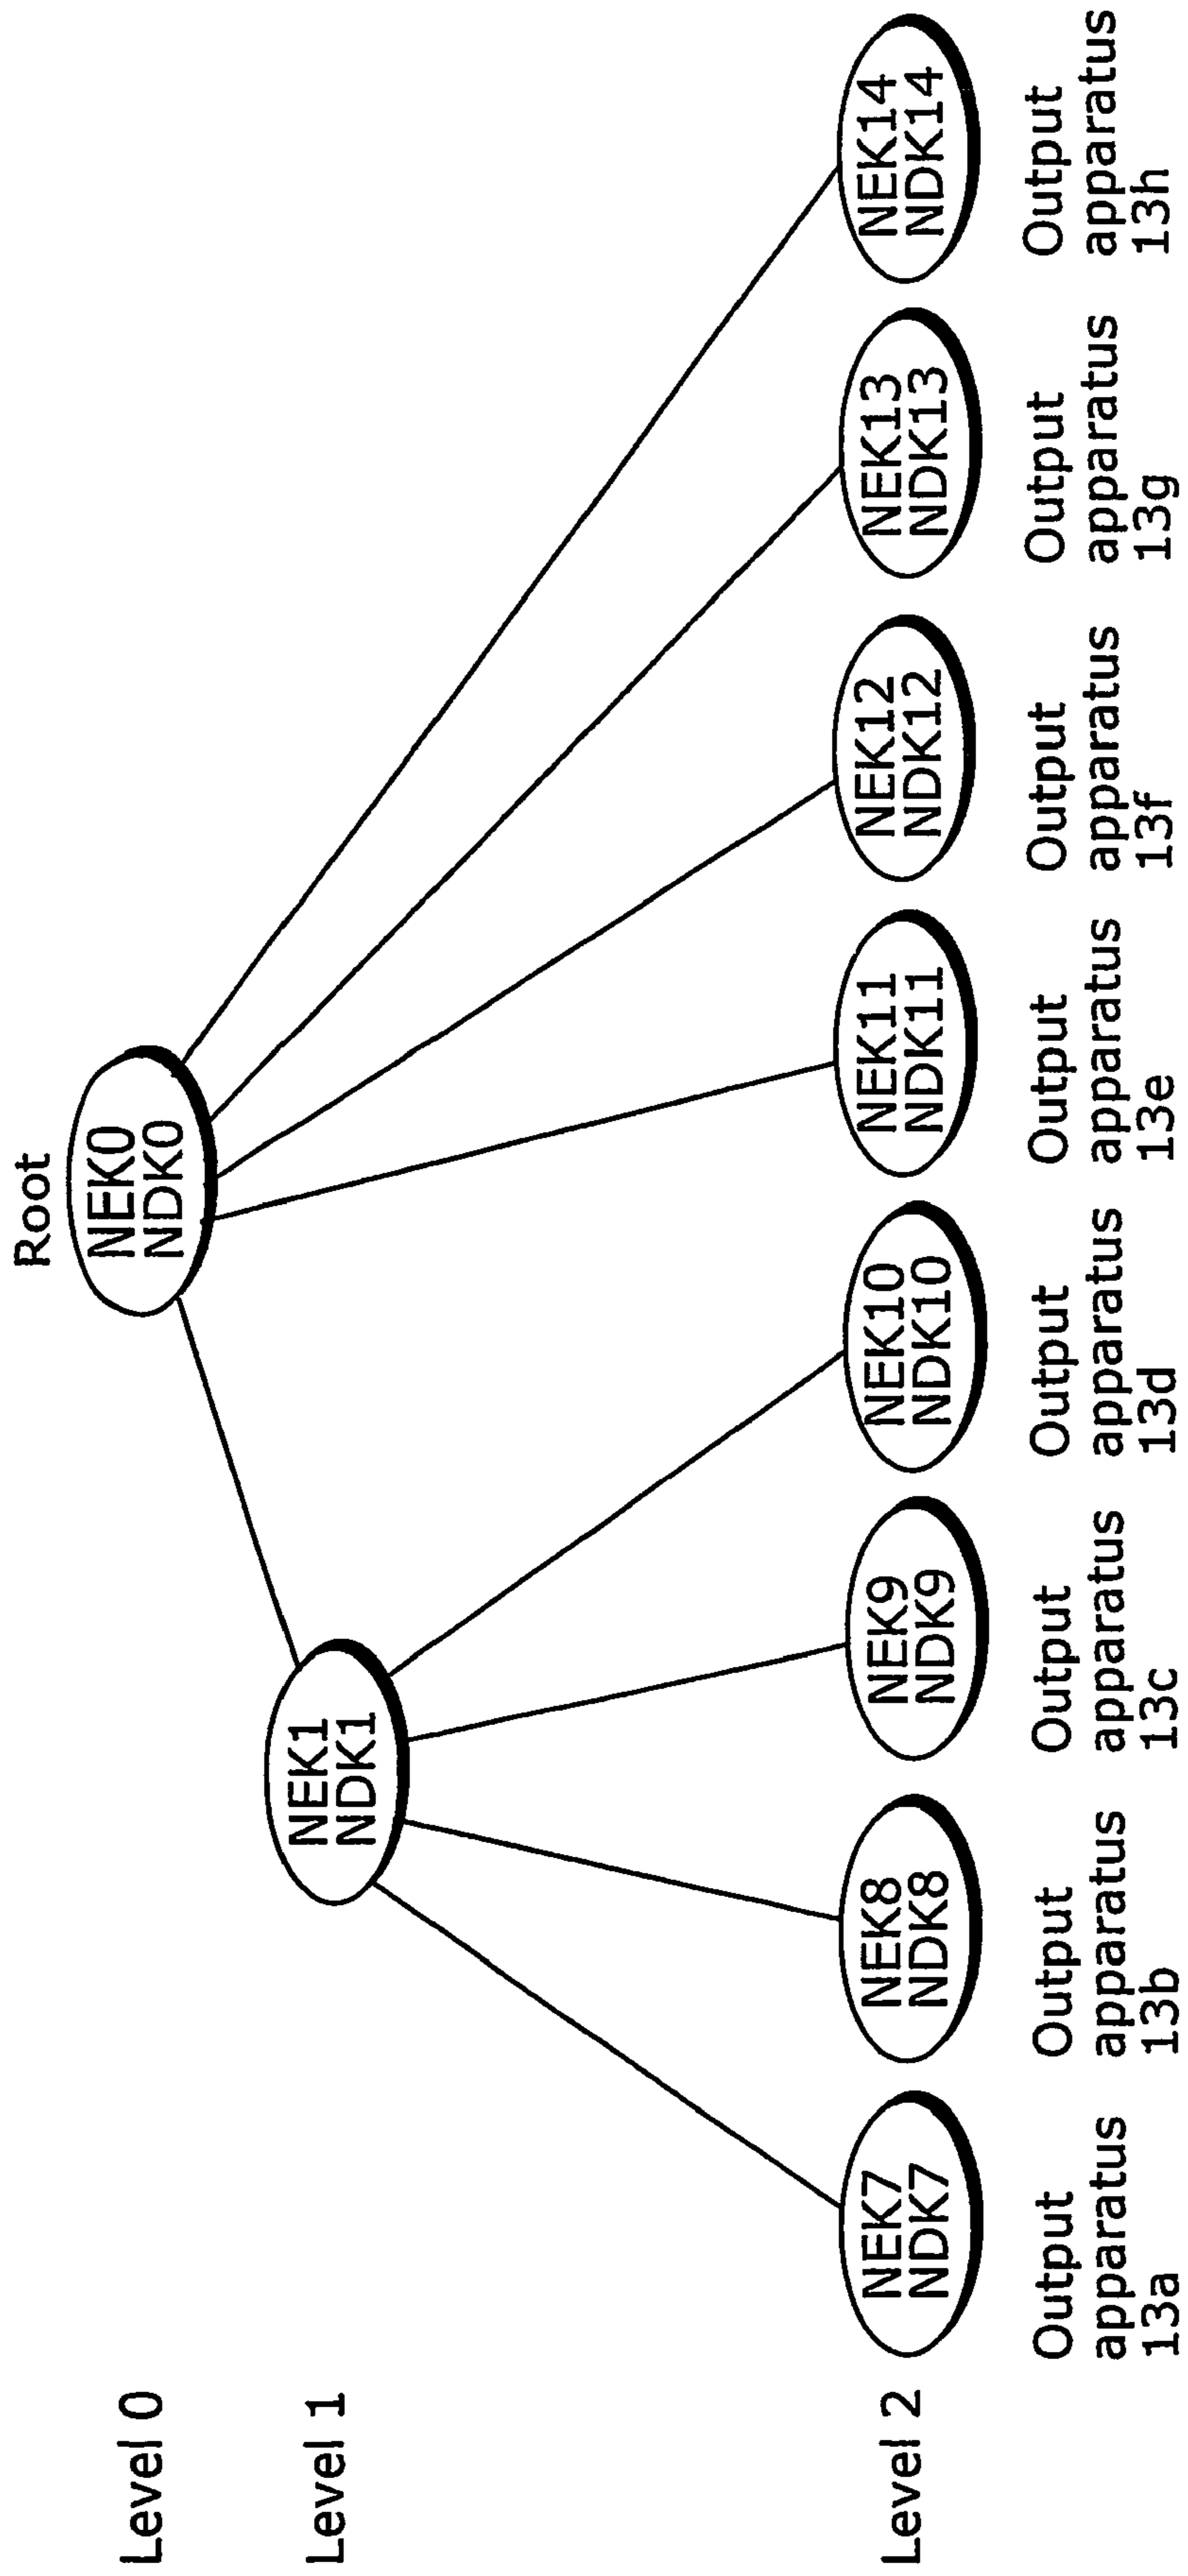 Root
Level 0
NEK0
NDK0
Level 1
NEK1
NDK1
Level 2
NEK7
NDK7
NEK8
NDK8
NEK9
NDK9
NEK10
NDK10
NEK11
NDK11
NEK12
NDK12
NEK13
NDK13
NEK14
NDK14
Output
apparatus
13a
Output
apparatus
13b
Output
apparatus
13c
Output
apparatus
13d
Output
apparatus
13e
Output
apparatus
13f
Output
apparatus
13g
Output
apparatus
13h